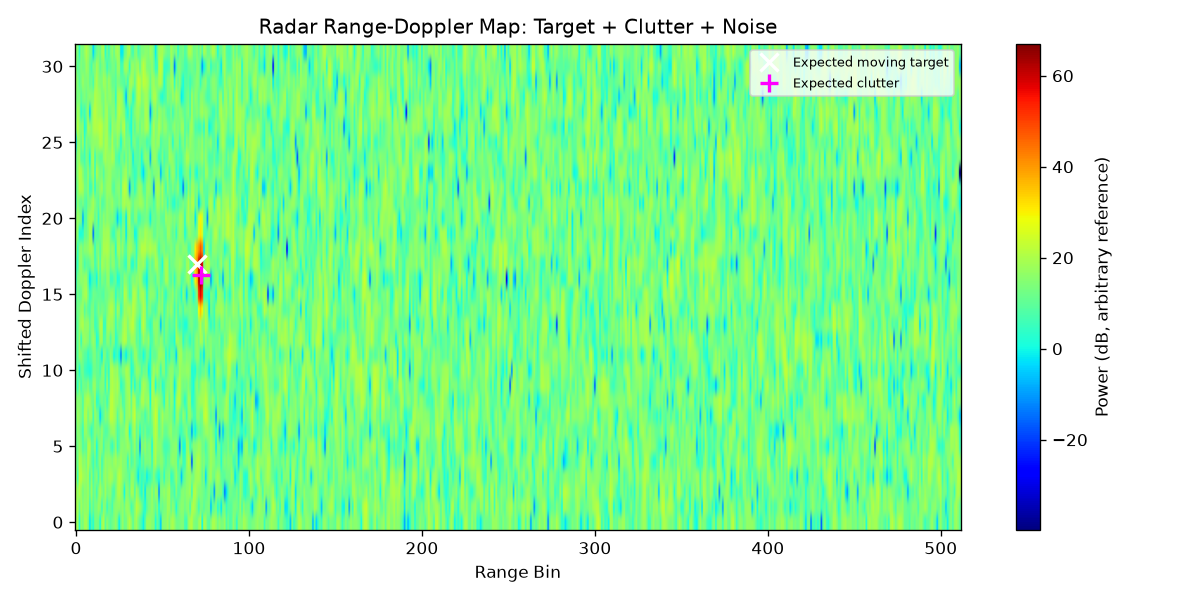 Radar Range-Doppler Map: Target + Clutter + Noise
Expected moving target
Expected clutter
30
25
20
15
10
5
0
Shifted Doppler Index
0 100 200 300 400 500
Range Bin
60
40
20
0
−20
Power (dB, arbitrary reference)